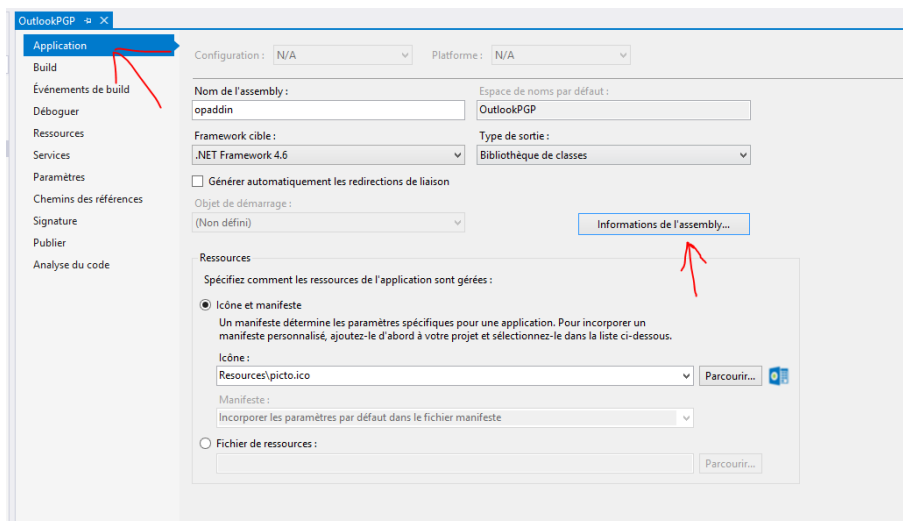 OutlookPGP
Application
Build
Événements de build
Déboguer
Ressources
Services
Paramètres
Chemins des références
Signature
Publier
Analyse du code
Configuration : N/A Platforme : N/A
Nom de l'assembly : Espace de noms par défaut :
opaddin OutlookPGP
Framework cible : Type de sortie :
.NET Framework 4.6 Bibliothèque de classes
Générer automatiquement les redirections de liaison
Objet de démarrage :
(Non défini) Informations de l'assembly...
Ressources
Spécifiez comment les ressources de l'application sont gérées :
Icône et manifeste
Un manifeste détermine les paramètres spécifiques pour une application. Pour incorporer un
manifeste personnalisé, ajoutez-le d'abord à votre projet et sélectionnez-le dans la liste ci-dessous.
Icône :
Resources\picto.ico Parcourir...
Manifeste :
Incorporer les paramètres par défaut dans le fichier manifeste
Fichier de ressources :
Parcourir...